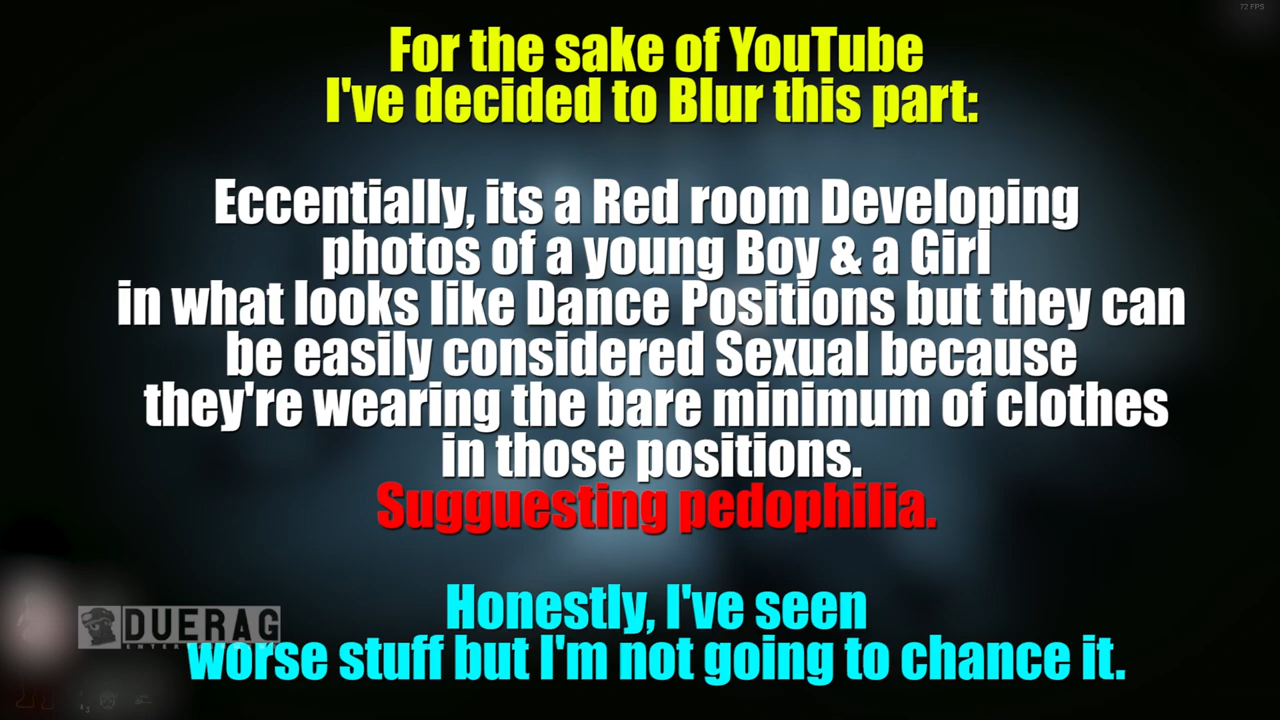 72 FPS
For the sake of YouTube
I've decided to Blur this part:
Eccentially, its a Red room Developing
photos of a young Boy & a Girl
in what looks like Dance Positions but they can
be easily considered Sexual because
they're wearing the bare minimum of clothes
in those positions.
Sugguesting pedophilia.
Honestly, I've seen
worse stuff but I'm not going to chance it.
DUERAG